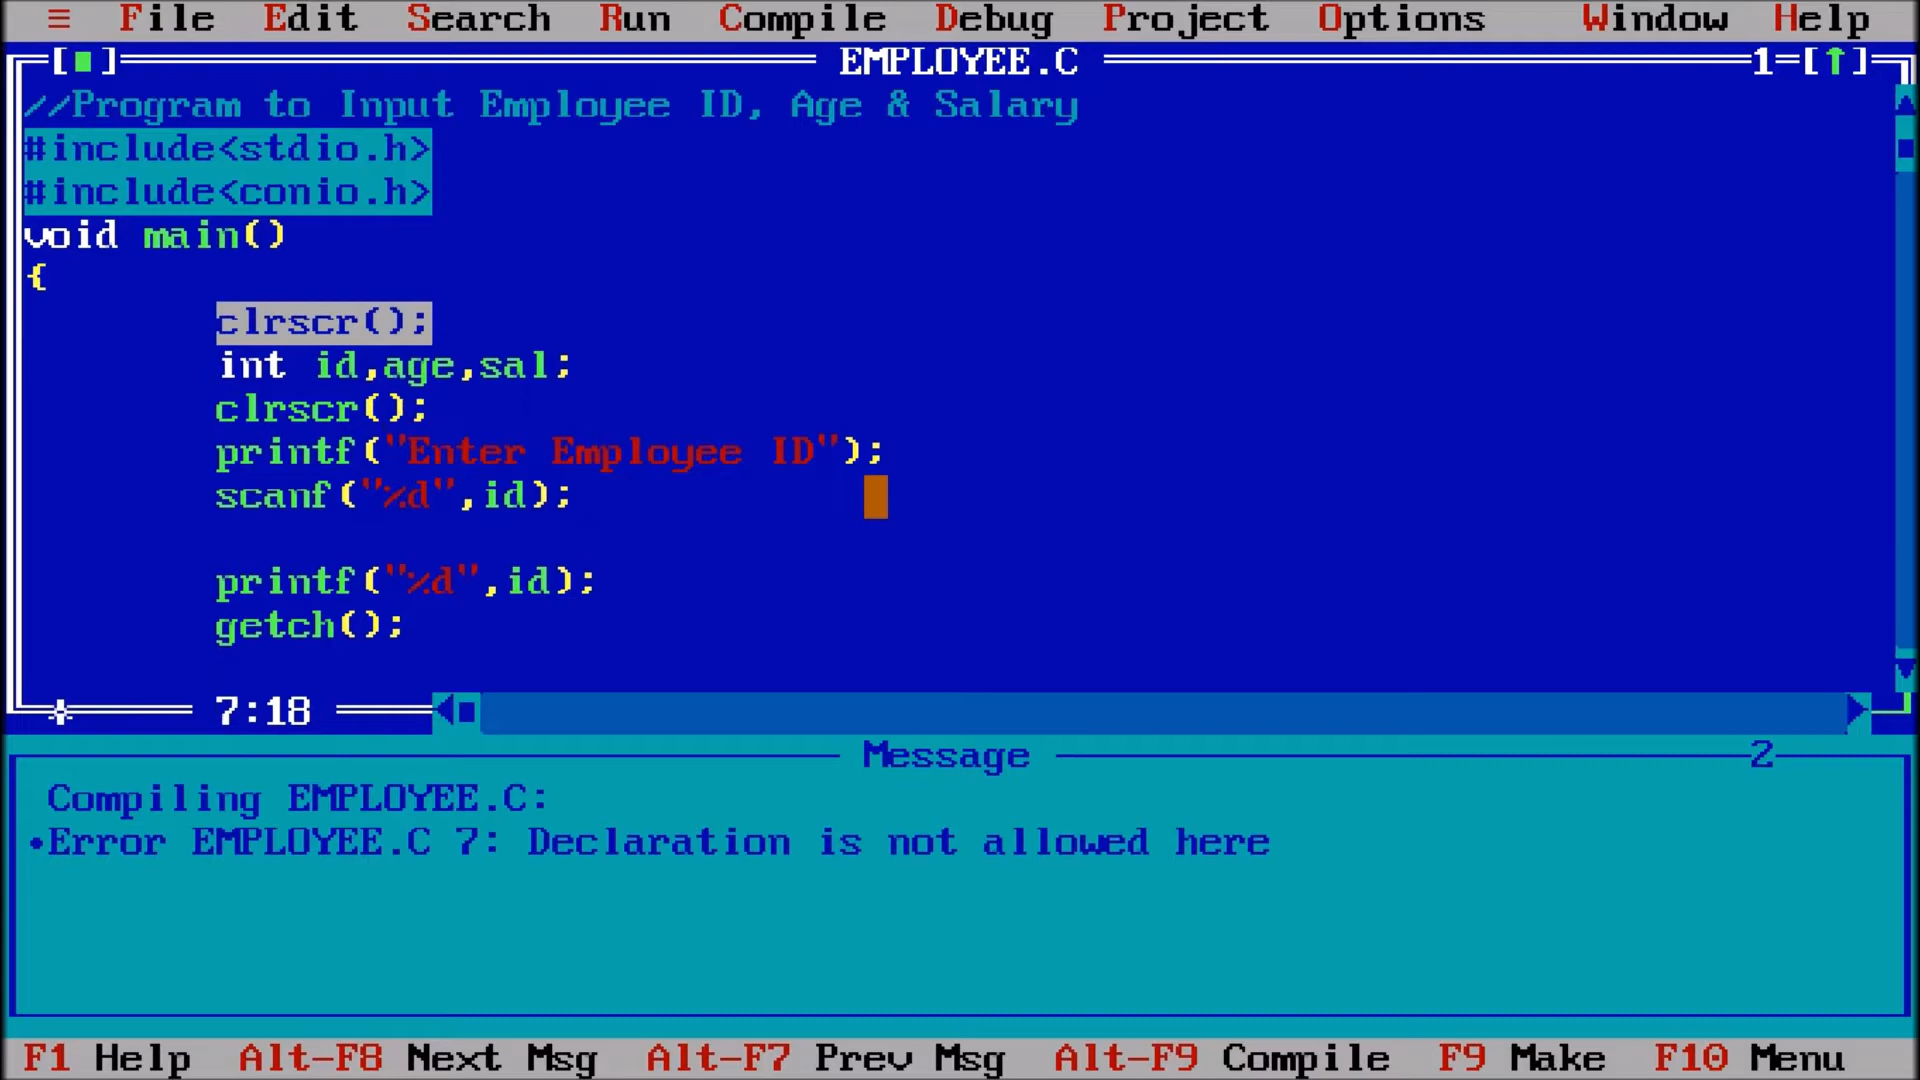 ≡ File Edit Search Run Compile Debug Project Options Window Help
[■] EMPLOYEE.C 1=[↑]
//Program to Input Employee ID, Age & Salary
#include<stdio.h>
#include<conio.h>
void main()
{
clrscr();
int id,age,sal;
clrscr();
printf("Enter Employee ID");
scanf("%d",id);
printf("%d",id);
getch();
* 7:18
Message 2
Compiling EMPLOYEE.C:
•Error EMPLOYEE.C 7: Declaration is not allowed here
F1 Help Alt-F8 Next Msg Alt-F7 Prev Msg Alt-F9 Compile F9 Make F10 Menu